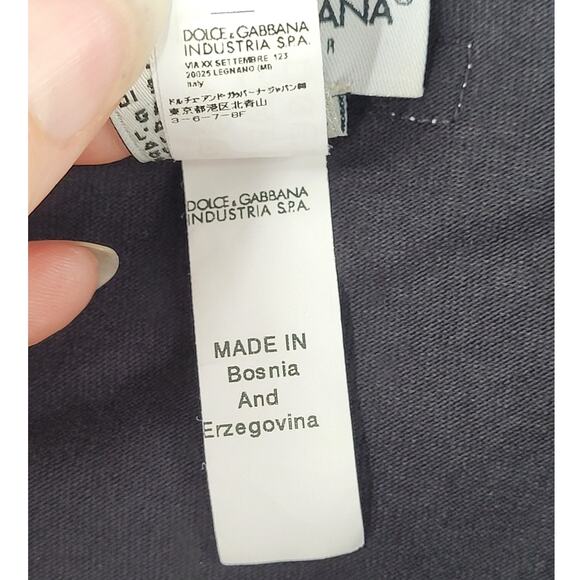 DOLCE & GABBANA
INDUSTRIA S.P.A.
VIA XX SETTEMBRE 123
20025 LEGNANO (MI)
Italy
ドルチェアンドガッバーナジャパン㈱
東京都港区北青山
3-6-7-8F
ANA®
R
DOLCE & GABBANA
INDUSTRIA S.P.A.
MADE IN
Bosnia
And
Erzegovina